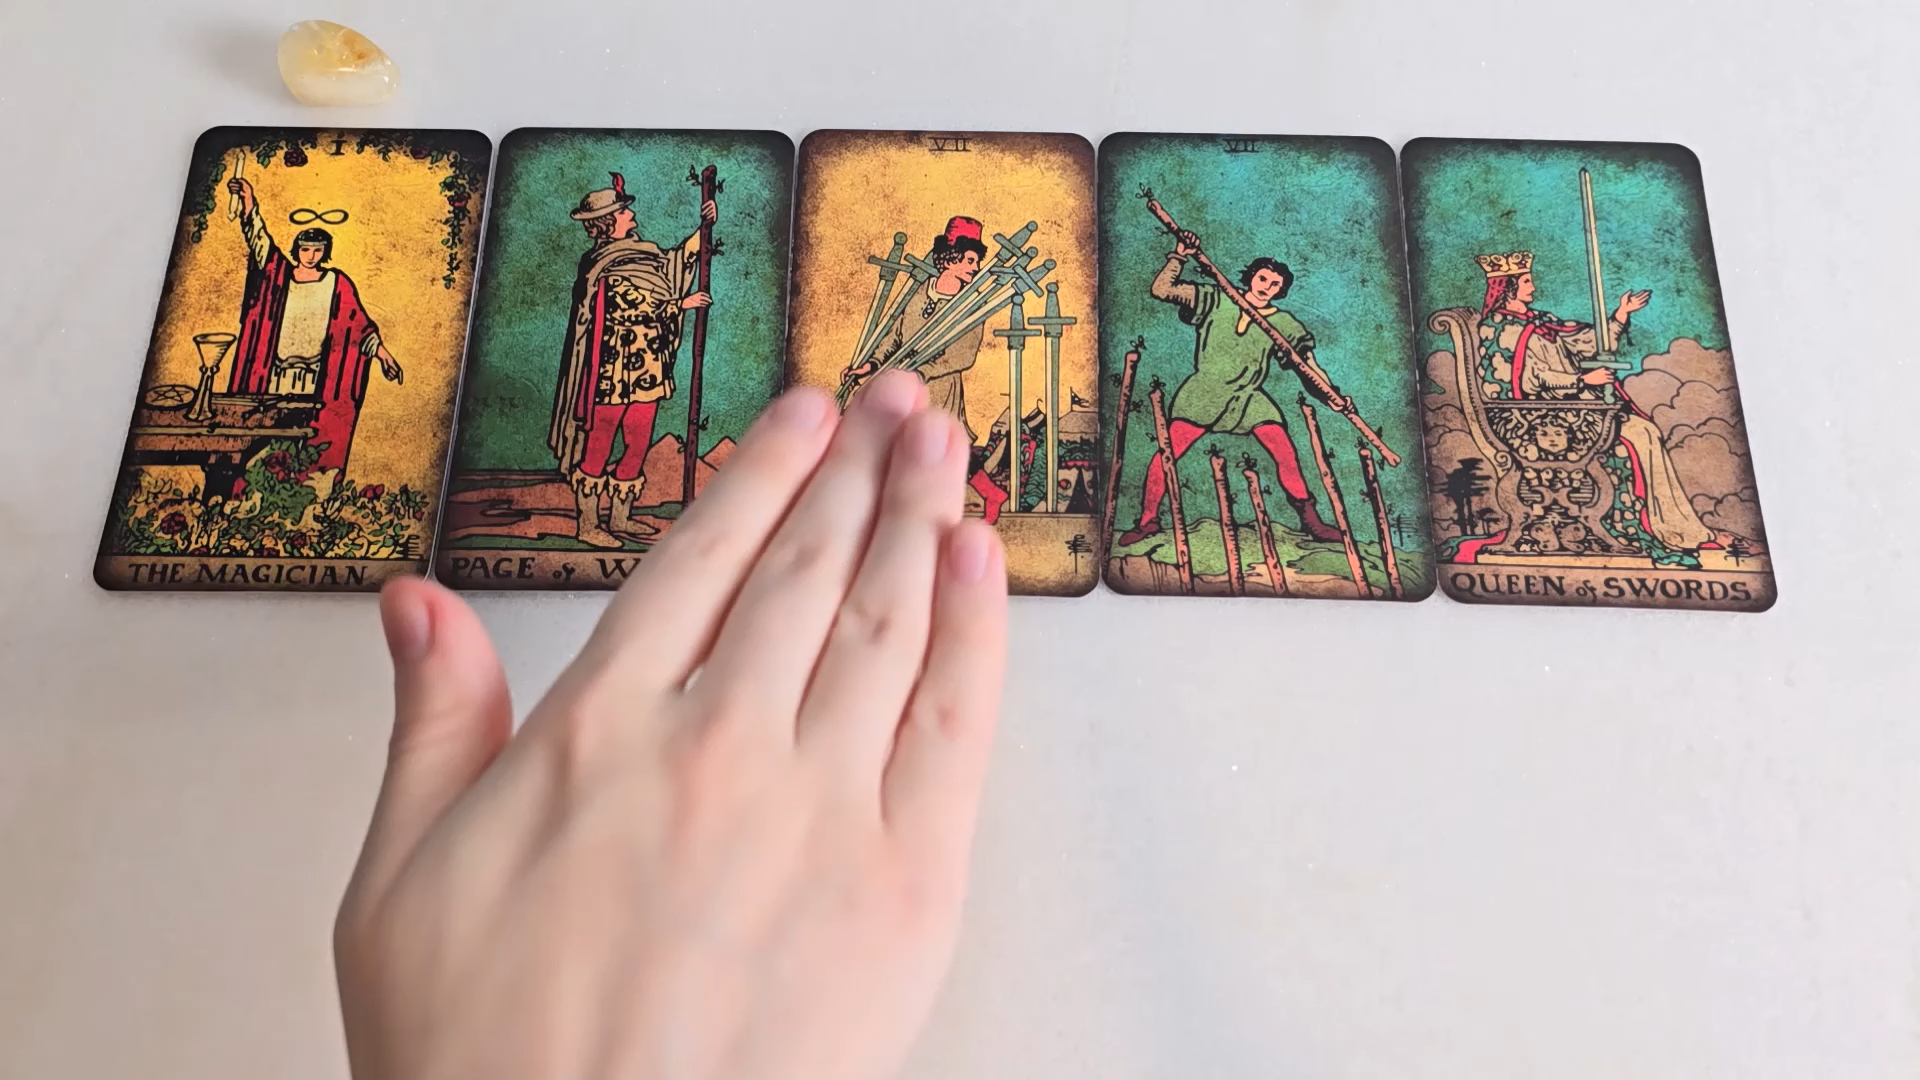 I
VII
VII
THE MAGICIAN
PAGE of W
QUEEN of SWORDS